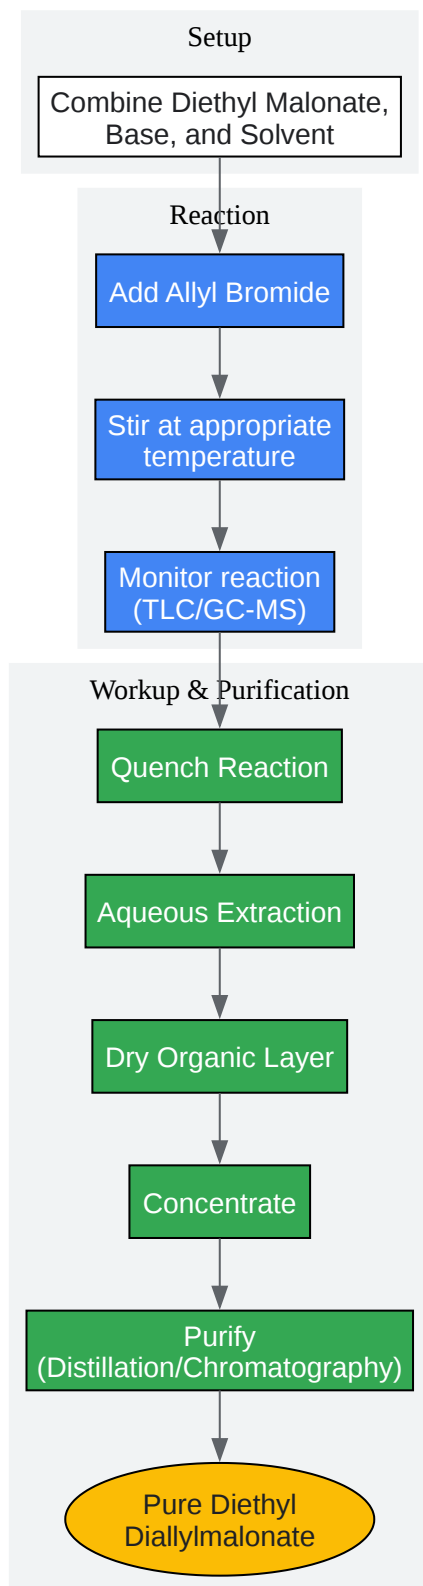 Setup
Combine Diethyl Malonate,
Base, and Solvent
Reaction
Add Allyl Bromide
Stir at appropriate
temperature
Monitor reaction
(TLC/GC-MS)
Workup & Purification
Quench Reaction
Aqueous Extraction
Dry Organic Layer
Concentrate
Purify
(Distillation/Chromatography)
Pure Diethyl
Diallylmalonate